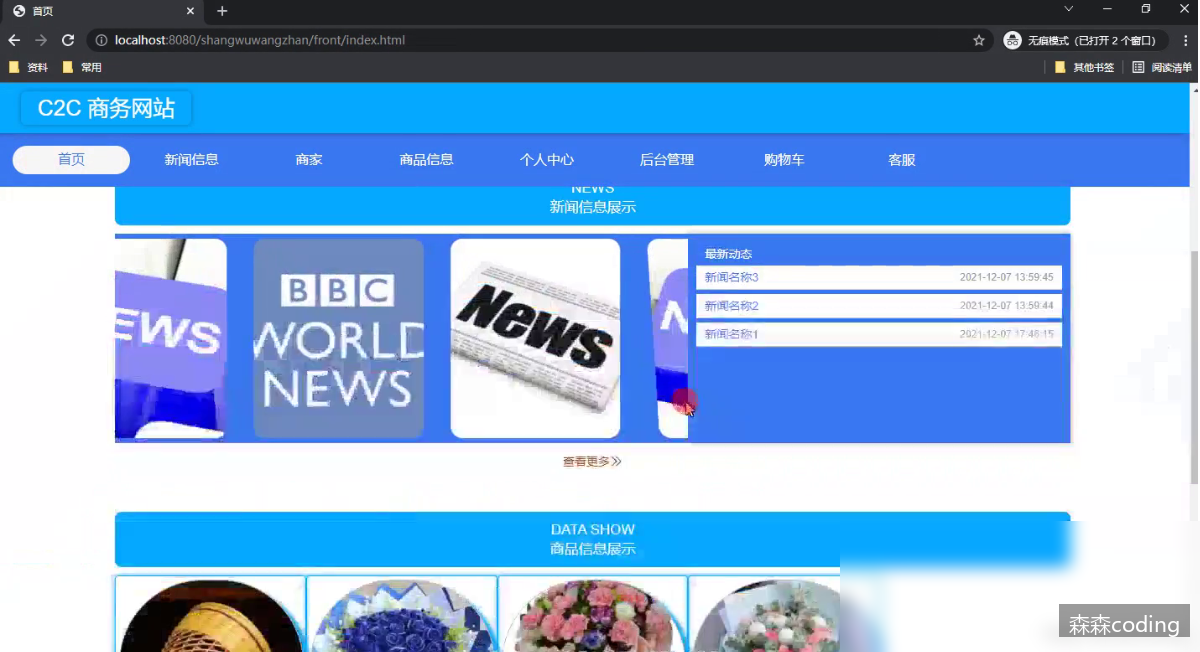 首页
localhost:8080/shangwuwangzhan/front/index.html
无痕模式（已打开 2 个窗口）
资料
常用
其他书签
阅读清单
C2C 商务网站
首页
新闻信息
商家
商品信息
个人中心
后台管理
购物车
客服
NEWS
新闻信息展示
EWS
BBC
WORLD
NEWS
News
N
最新动态
新闻名称3 2021-12-07 13:59:45
新闻名称2 2021-12-07 13:59:44
新闻名称1 2021-12-07 17:46:15
查看更多
DATA SHOW
商品信息展示
森森coding